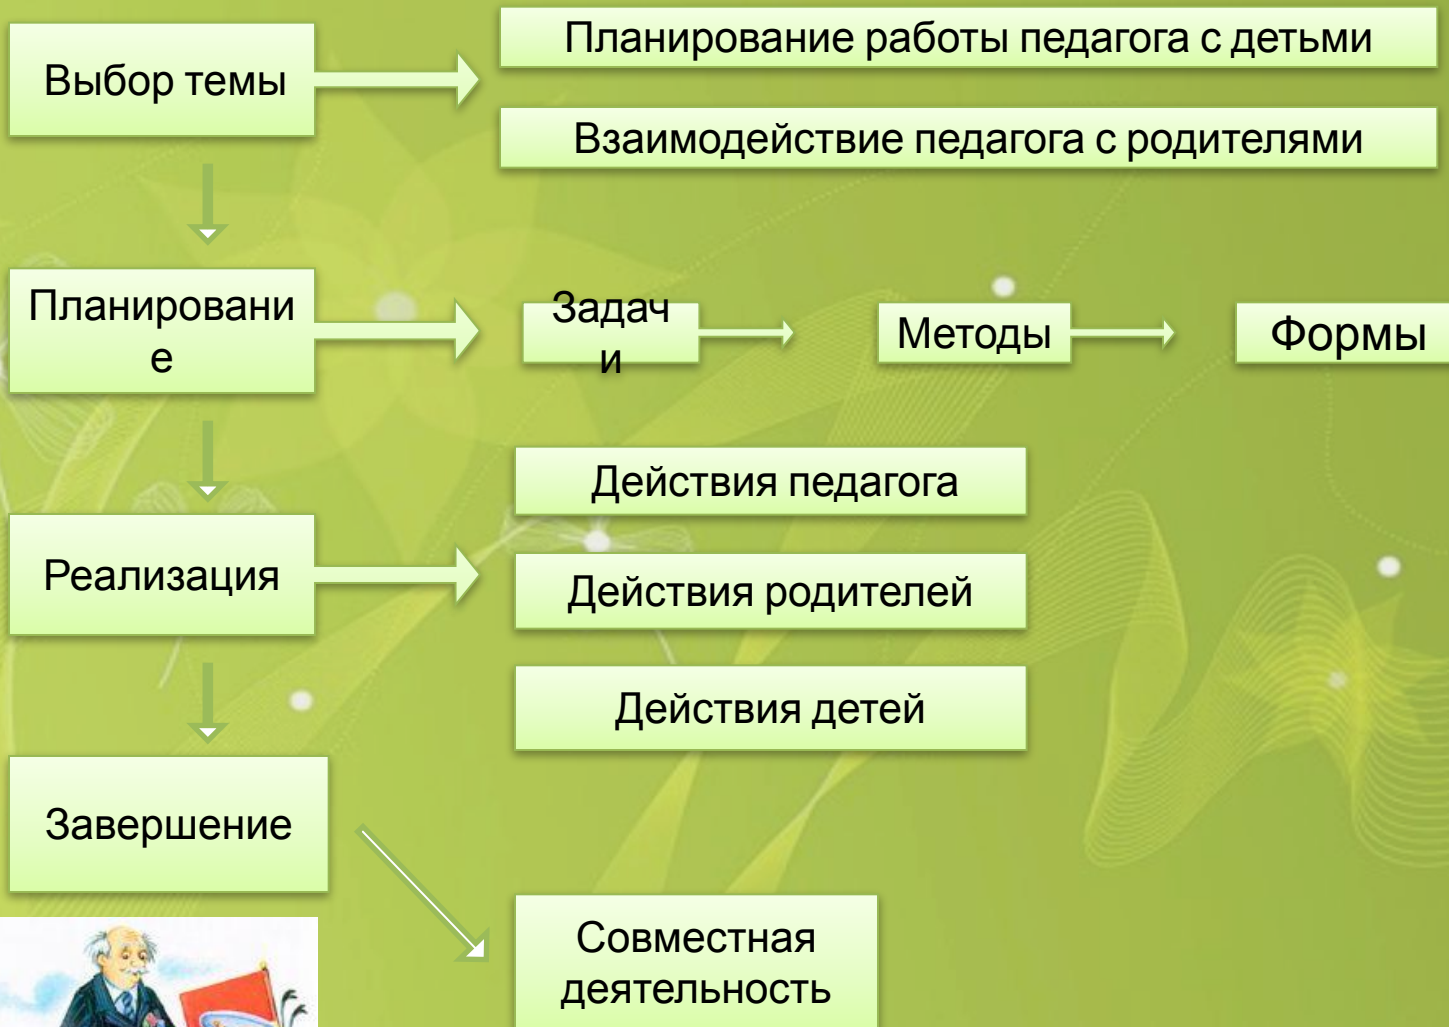 Выбор темы
Планирование работы педагога с детьми
Взаимодействие педагога с родителями
Планировани
е
Задач
и
Методы
Формы
Реализация
Действия педагога
Действия родителей
Действия детей
Завершение
Совместная
деятельность